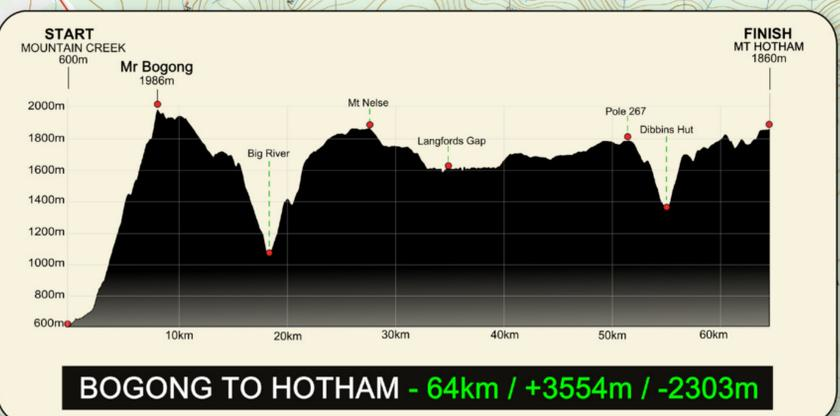 START
MOUNTAIN CREEK
600m
Mr Bogong
1986m
FINISH
MT HOTHAM
1860m
Mt Nelse
Pole 267
Dibbins Hut
Langfords Gap
Big River
2000m
1800m
1600m
1400m
1200m
1000m
800m
600m
10km
20km
30km
40km
50km
60km
BOGONG TO HOTHAM - 64km / +3554m / -2303m